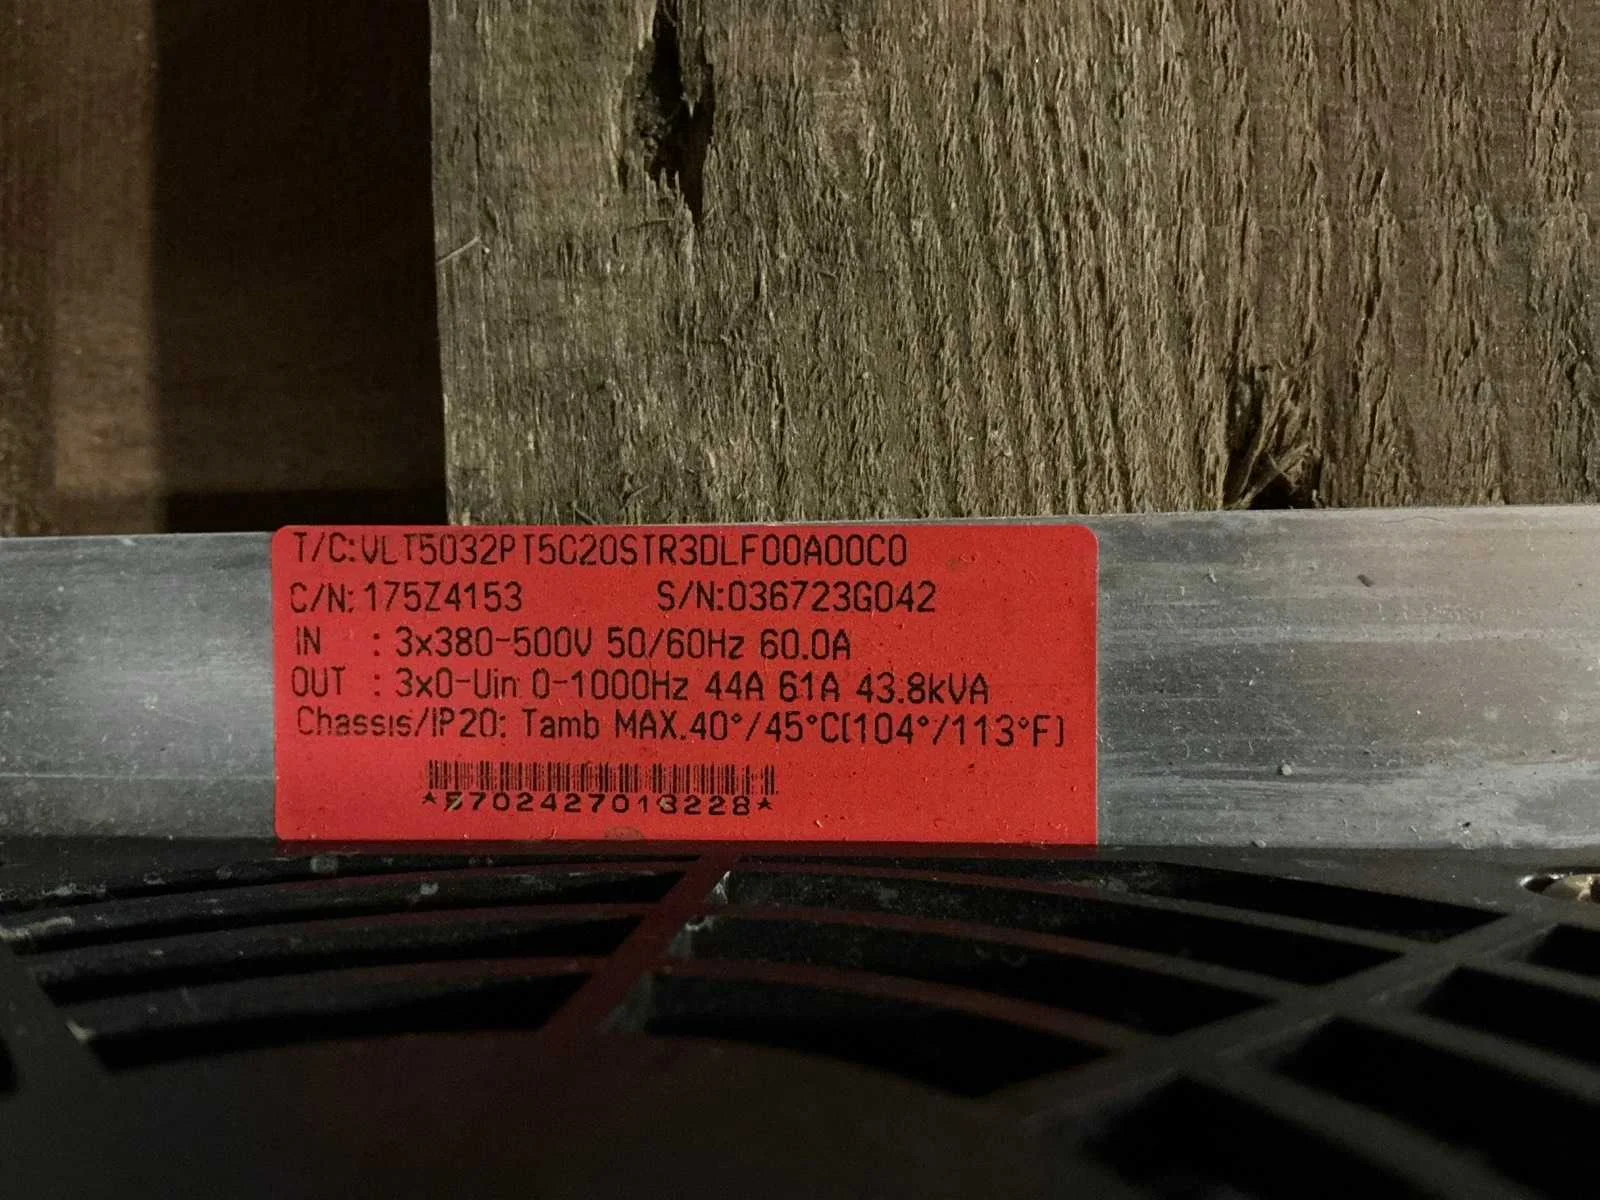 T/C:VLT5032PT5C20STR3DLF00A00C0
C/N:175Z4153 S/N:036723G042
IN : 3x380-500V 50/60Hz 60.0A
OUT : 3x0-Uin 0-1000Hz 44A 61A 43.8kVA
Chassis/IP20: Tamb MAX.40°/45°C(104°/113°F)
*5702427013228*